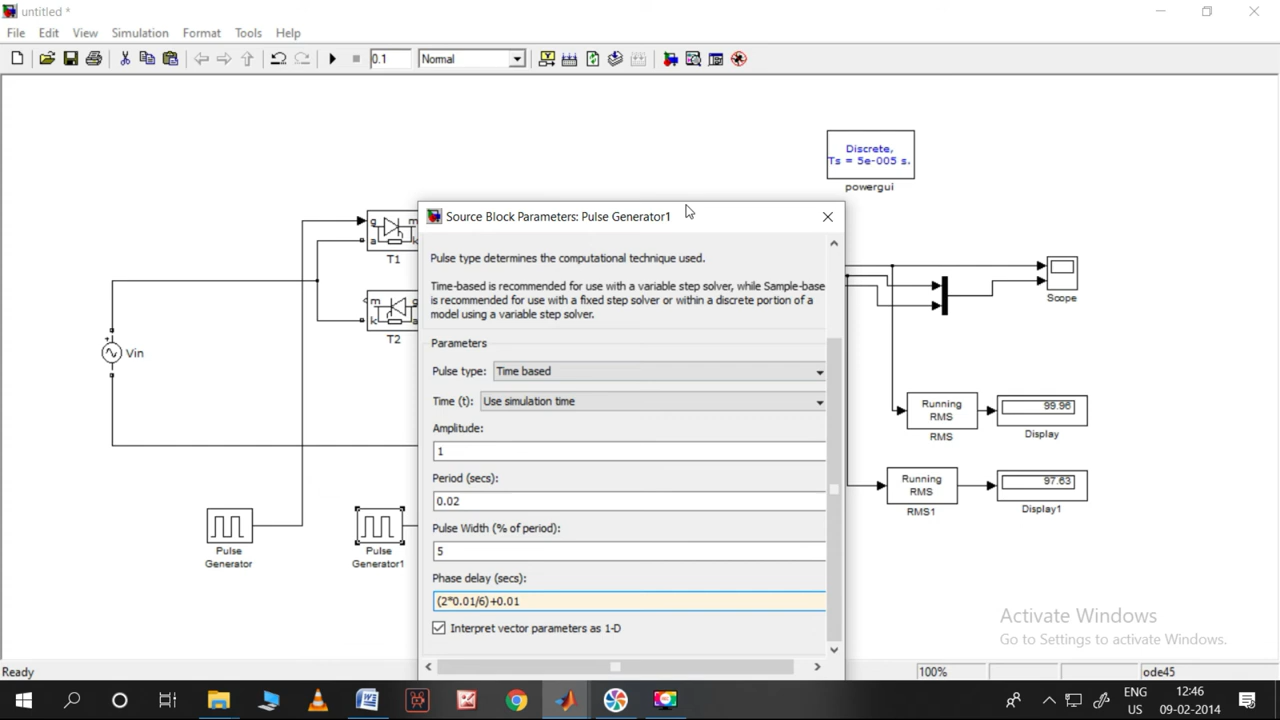 untitled *
File Edit View Simulation Format Tools Help
0.1 Normal
Discrete,
Ts = 5e-005 s.
powergui
g m
a k
T1
m g
k a
T2
Vin
Pulse
Generator
Pulse
Generator1
Source Block Parameters: Pulse Generator1
Pulse type determines the computational technique used.
Time-based is recommended for use with a variable step solver, while Sample-base
is recommended for use with a fixed step solver or within a discrete portion of a
model using a variable step solver.
Parameters
Pulse type: Time based
Time (t): Use simulation time
Amplitude:
1
Period (secs):
0.02
Pulse Width (% of period):
5
Phase delay (secs):
(2*0.01/6)+0.01
Interpret vector parameters as 1-D
Scope
Running
RMS
RMS
99.96
Display
Running
RMS
RMS1
97.63
Display1
Activate Windows
Go to Settings to activate Windows.
Ready 100% ode45
ENG
US
12:46
09-02-2014